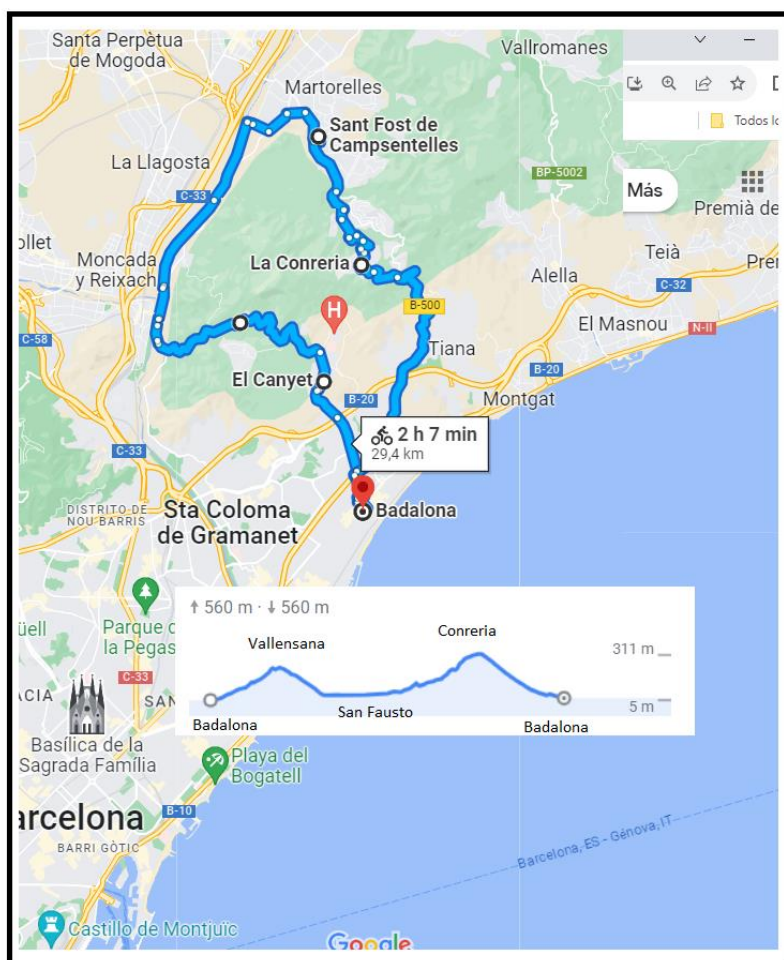 Santa Perpètua
de Mogoda
Vallromanes
Martorelles
Todos lo
Sant Fost de
Campsentelles
La Llagosta
BP-5002
C-33
Más
Premià de
ollet
Moncada
y Reixach
La Conreria
Teià
Prem
Alella
H
B-500
C-32
El Masnou
N-II
C-58
Tiana
El Canyet
B-20
B-20
Montgat
2 h 7 min
29,4 km
C-33
DISTRITO DE
NOU BARRIS
Sta Coloma
de Gramanet
Badalona
üell
Parque d
la Pegas
↑ 560 m · ↓ 560 m
Vallensana
Conreria
311 m
5 m
C-33
ACIA
SAN
San Fausto
Badalona
Badalona
Basílica de la
Sagrada Família
Playa del
Bogatell
arcelona
B-10
BARRI GÒTIC
Barcelona, ES - Génova, IT
Castillo de Montjuïc
Google